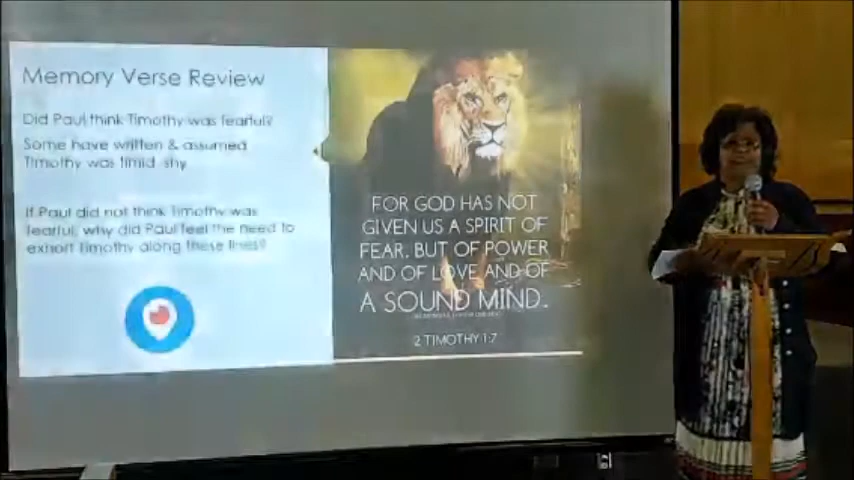 Memory Verse Review
Did Paul think Timothy was fearful?
Some have written & assumed
Timothy was timid-shy
If Paul did not think Timothy was
fearful, why did Paul feel the need to
exhort Timothy along these lines?
FOR GOD HAS NOT
GIVEN US A SPIRIT OF
FEAR, BUT OF POWER
AND OF LOVE AND OF
A SOUND MIND.
2 TIMOTHY 1:7